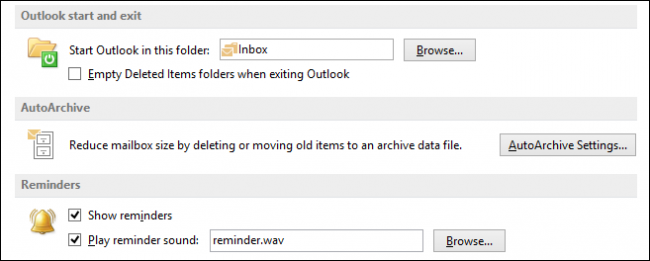 Outlook start and exit
Start Outlook in this folder: Inbox Browse...
Empty Deleted Items folders when exiting Outlook
AutoArchive
Reduce mailbox size by deleting or moving old items to an archive data file. AutoArchive Settings...
Reminders
Show reminders
Play reminder sound: reminder.wav Browse...